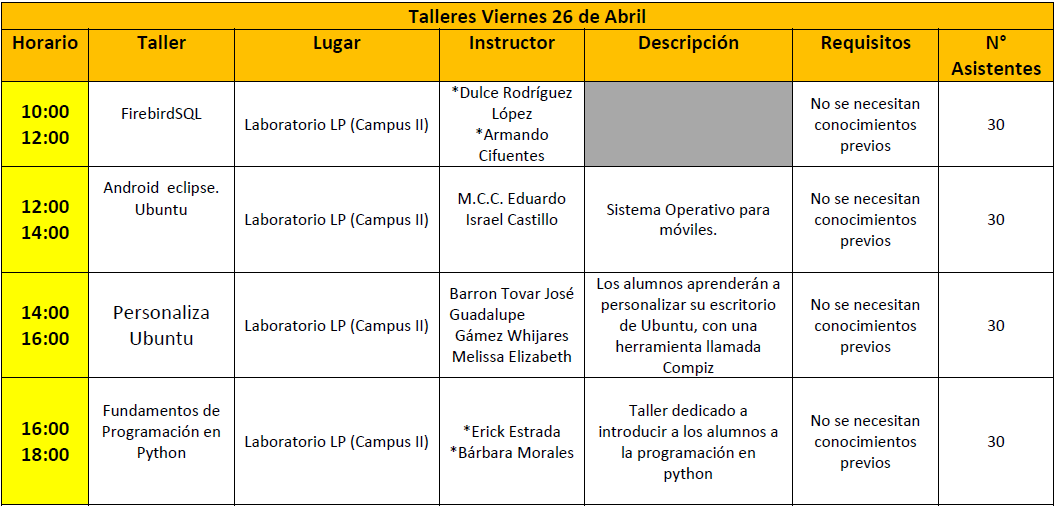 Talleres Viernes 26 de Abril
Horario
Taller
Lugar
Instructor
Descripción
Requisitos
N°
Asistentes
10:00
12:00
FirebirdSQL
Laboratorio LP (Campus II)
*Dulce Rodríguez
López
*Armando
Cifuentes
No se necesitan
conocimientos
previos
30
12:00
14:00
Android eclipse.
Ubuntu
Laboratorio LP (Campus II)
M.C.C. Eduardo
Israel Castillo
Sistema Operativo para
móviles.
No se necesitan
conocimientos
previos
30
14:00
16:00
Personaliza
Ubuntu
Laboratorio LP (Campus II)
Barron Tovar José
Guadalupe
Gámez Whijares
Melissa Elizabeth
Los alumnos aprenderán a
personalizar su escritorio
de Ubuntu, con una
herramienta llamada
Compiz
No se necesitan
conocimientos
previos
30
16:00
18:00
Fundamentos de
Programación en
Python
Laboratorio LP (Campus II)
*Erick Estrada
*Bárbara Morales
Taller dedicado a
introducir a los alumnos a
la programación en
python
No se necesitan
conocimientos
previos
30